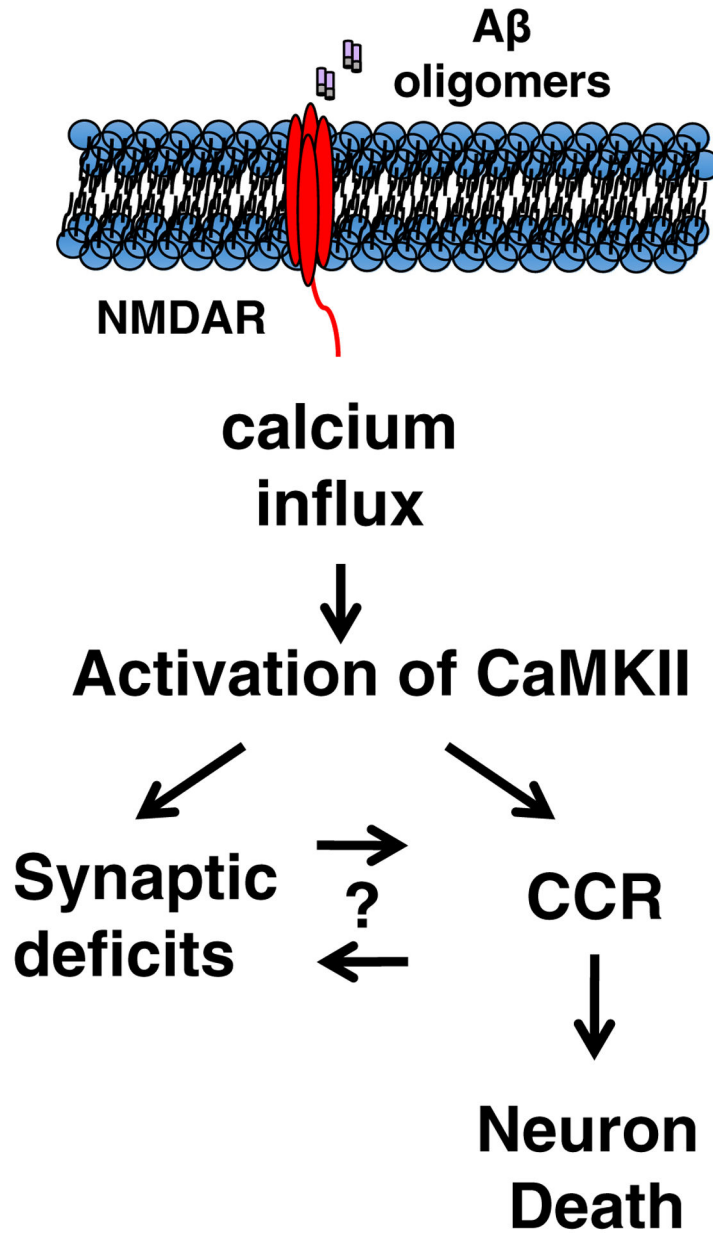 Aβ
oligomers
NMDAR
calcium
influx
Activation of CaMKII
Synaptic
deficits
?
CCR
Neuron
Death